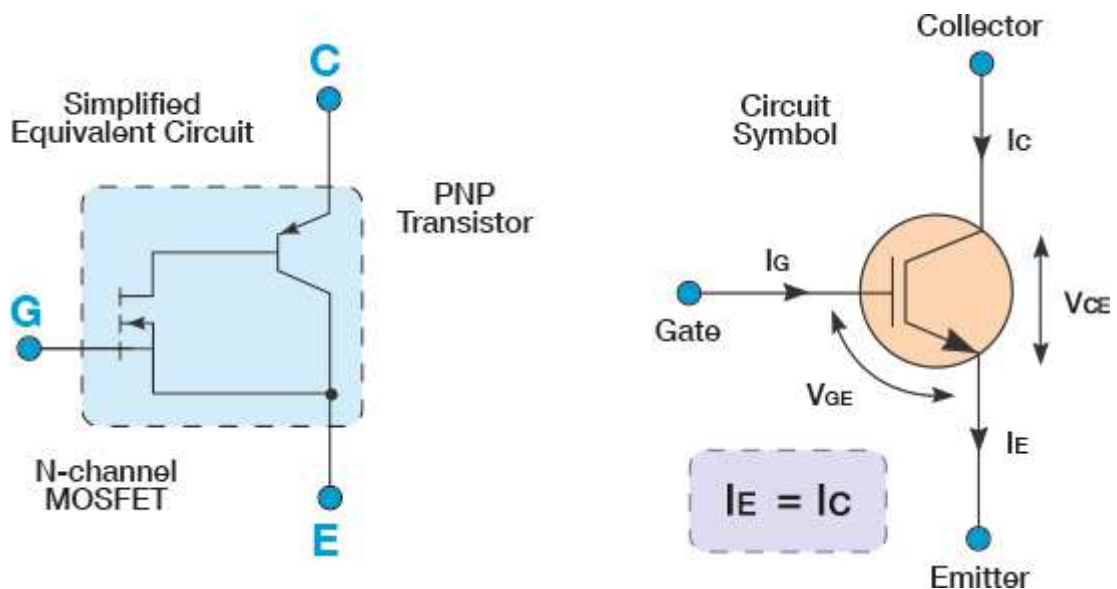 C
Simplified
Equivalent Circuit
PNP
Transistor
G
N-channel
MOSFET
E
Collector
Circuit
Symbol
IC
IG
Gate
VCE
VGE
IE
IE = IC
Emitter